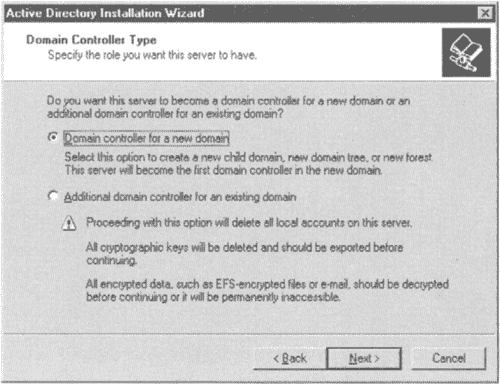 Active Directory Installation Wizard
Domain Controller Type
Specify the role you want this server to have.
Do you want this server to become a domain controller for a new domain or an
additional domain controller for an existing domain?
Domain controller for a new domain
Select this option to create a new child domain, new domain tree, or new forest.
This server will become the first domain controller in the new domain.
Additional domain controller for an existing domain
Proceeding with this option will delete all local accounts on this server.
All cryptographic keys will be deleted and should be exported before
continuing.
All encrypted data, such as EFS-encrypted files or e-mail, should be decrypted
before continuing or it will be permanently inaccessible.
< Back
Next >
Cancel